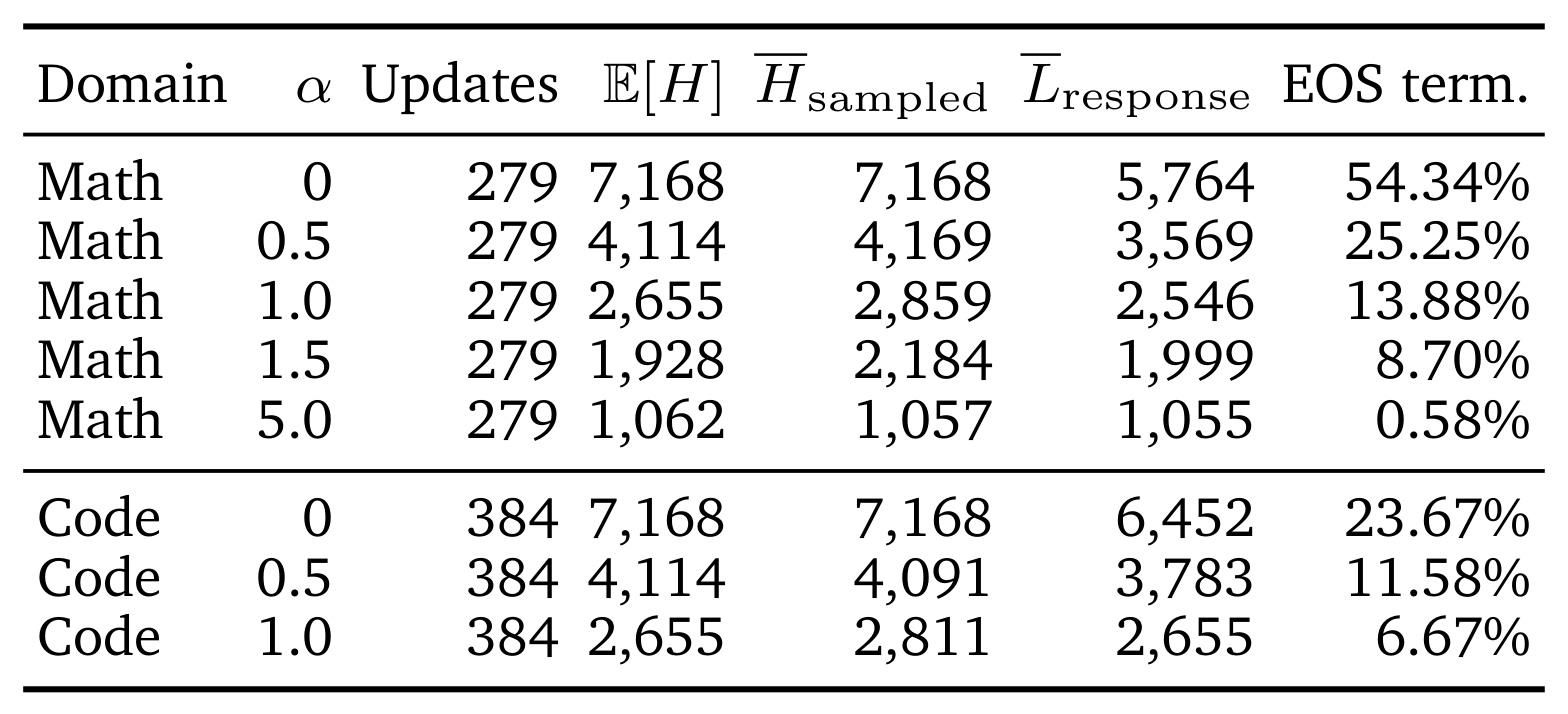 Domain α Updates 𝔼[H] H̅sampled L̅response EOS term.
Math 0 279 7,168 7,168 5,764 54.34%
Math 0.5 279 4,114 4,169 3,569 25.25%
Math 1.0 279 2,655 2,859 2,546 13.88%
Math 1.5 279 1,928 2,184 1,999 8.70%
Math 5.0 279 1,062 1,057 1,055 0.58%
Code 0 384 7,168 7,168 6,452 23.67%
Code 0.5 384 4,114 4,091 3,783 11.58%
Code 1.0 384 2,655 2,811 2,655 6.67%